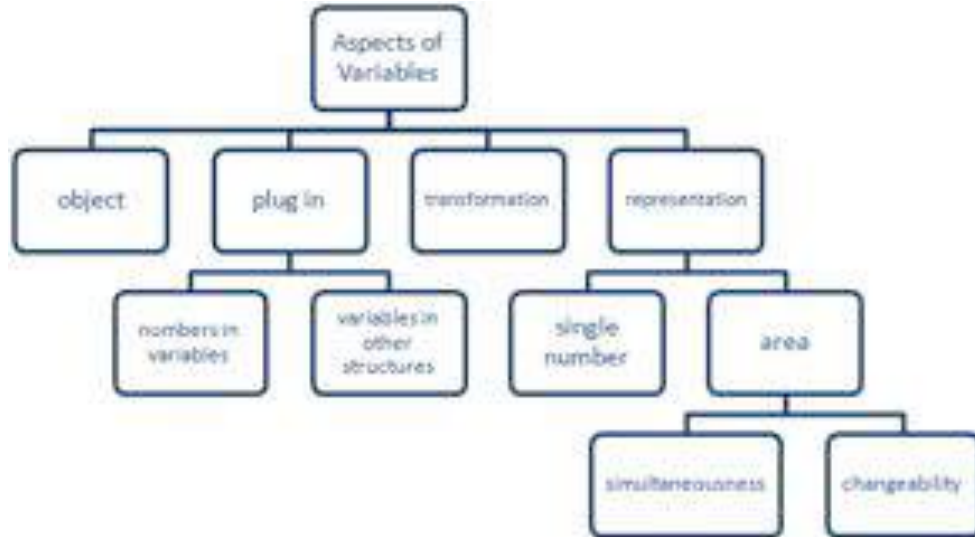 Aspects of
Variables
object
plug in
transformation
representation
numbers in
variables
variables in
other
structures
single
number
area
simultaneousness
changeability